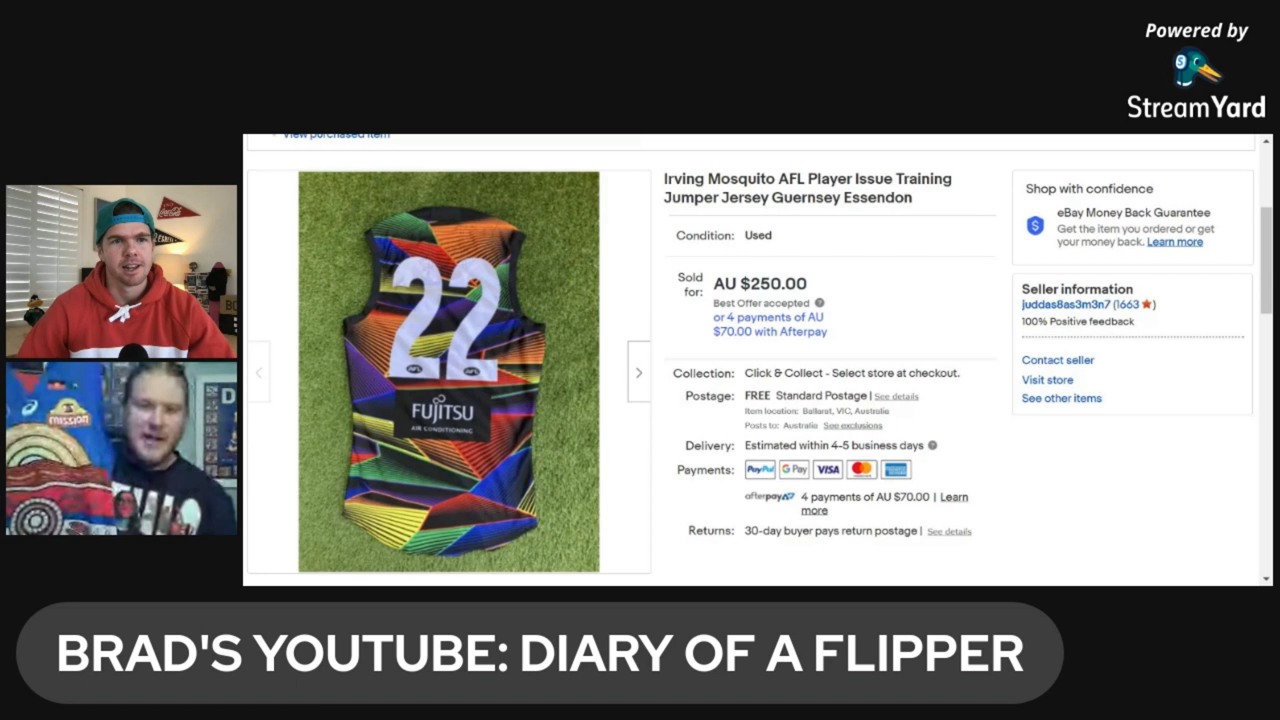 Powered by
StreamYard
View purchased item
Irving Mosquito AFL Player Issue Training
Jumper Jersey Guernsey Essendon
Condition: Used
Sold for: AU $250.00
Best Offer accepted
or 4 payments of AU
$70.00 with Afterpay
Collection: Click & Collect - Select store at checkout.
Postage: FREE Standard Postage | See details
Item location: Ballarat, VIC, Australia
Posts to: Australia See exclusions
Delivery: Estimated within 4-5 business days
Payments: PayPal G Pay VISA
afterpay 4 payments of AU $70.00 | Learn
more
Returns: 30-day buyer pays return postage | See details
Shop with confidence
eBay Money Back Guarantee
Get the item you ordered or get
your money back. Learn more
Seller information
juddas8as3m3n7 (1663)
100% Positive feedback
Contact seller
Visit store
See other items
22
AFL AFL
FUJITSU
AIR CONDITIONING
mission
BRAD'S YOUTUBE: DIARY OF A FLIPPER